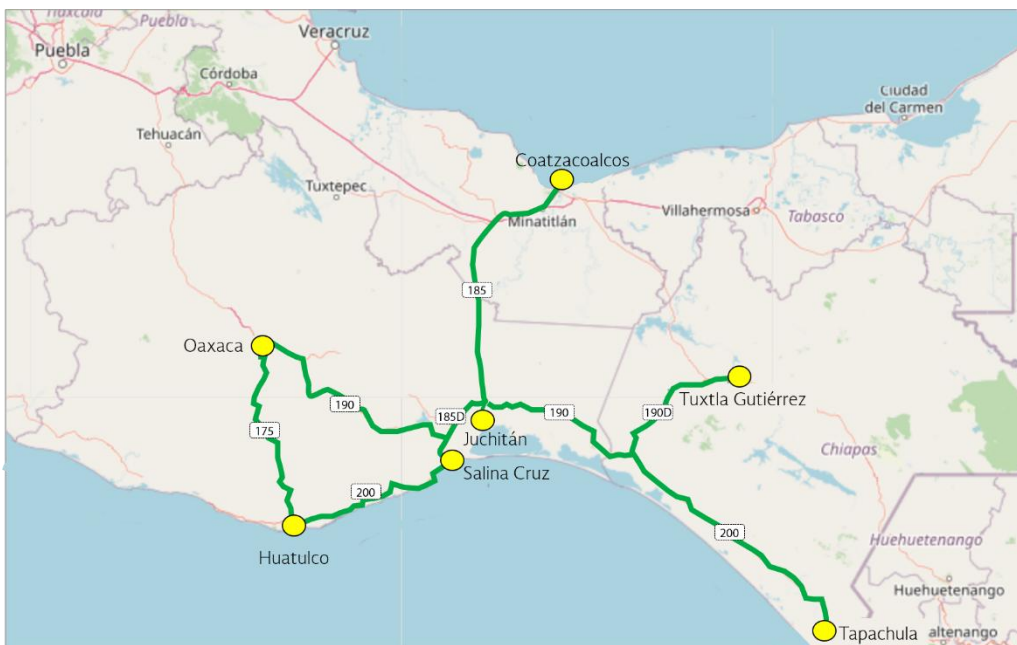 Tlaxcala
Puebla
Puebla
Veracruz
Córdoba
Tehuacán
Tuxtepec
Ciudad
del Carmen
Coatzacoalcos
Minatitlán
Villahermosa
Tabasco
185
Oaxaca
190
175
185D
190
190D
Tuxtla Gutiérrez
Juchitán
Salina Cruz
Chiapas
200
200
Huatulco
Huehuetenango
Huehuetenango
Tapachula
altenango